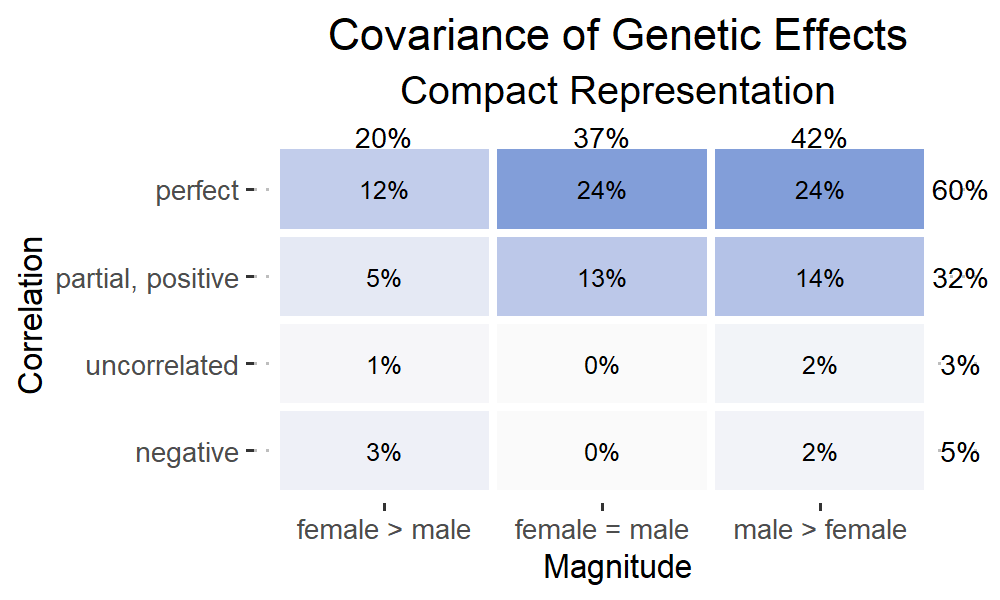 Covariance of Genetic Effects
Compact Representation
20% 37% 42%
perfect 12% 24% 24% 60%
partial, positive 5% 13% 14% 32%
uncorrelated 1% 0% 2% 3%
negative 3% 0% 2% 5%
female > male female = male male > female
Magnitude
Correlation